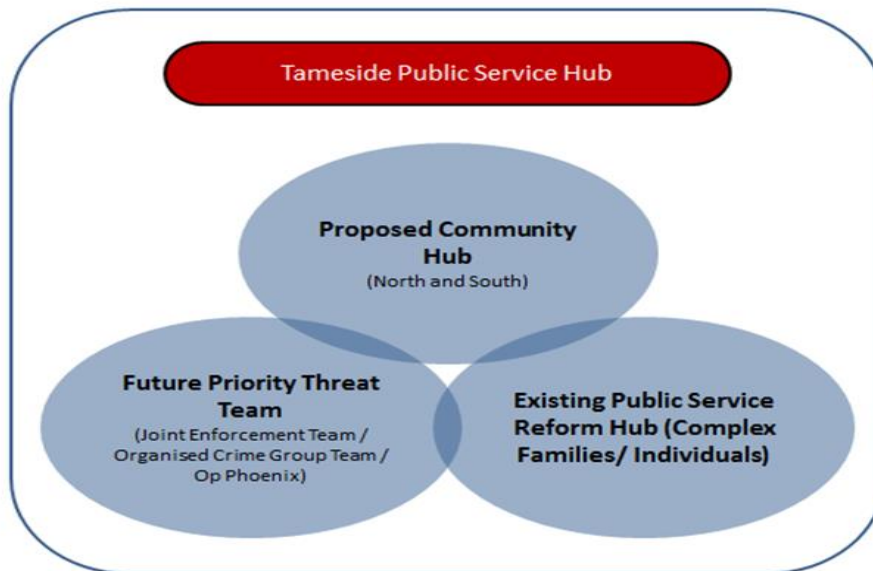 Tameside Public Service Hub
Proposed Community
Hub
(North and South)
Future Priority Threat
Team
(Joint Enforcement Team /
Organised Crime Group Team /
Op Phoenix)
Existing Public Service
Reform Hub (Complex
Families/ Individuals)